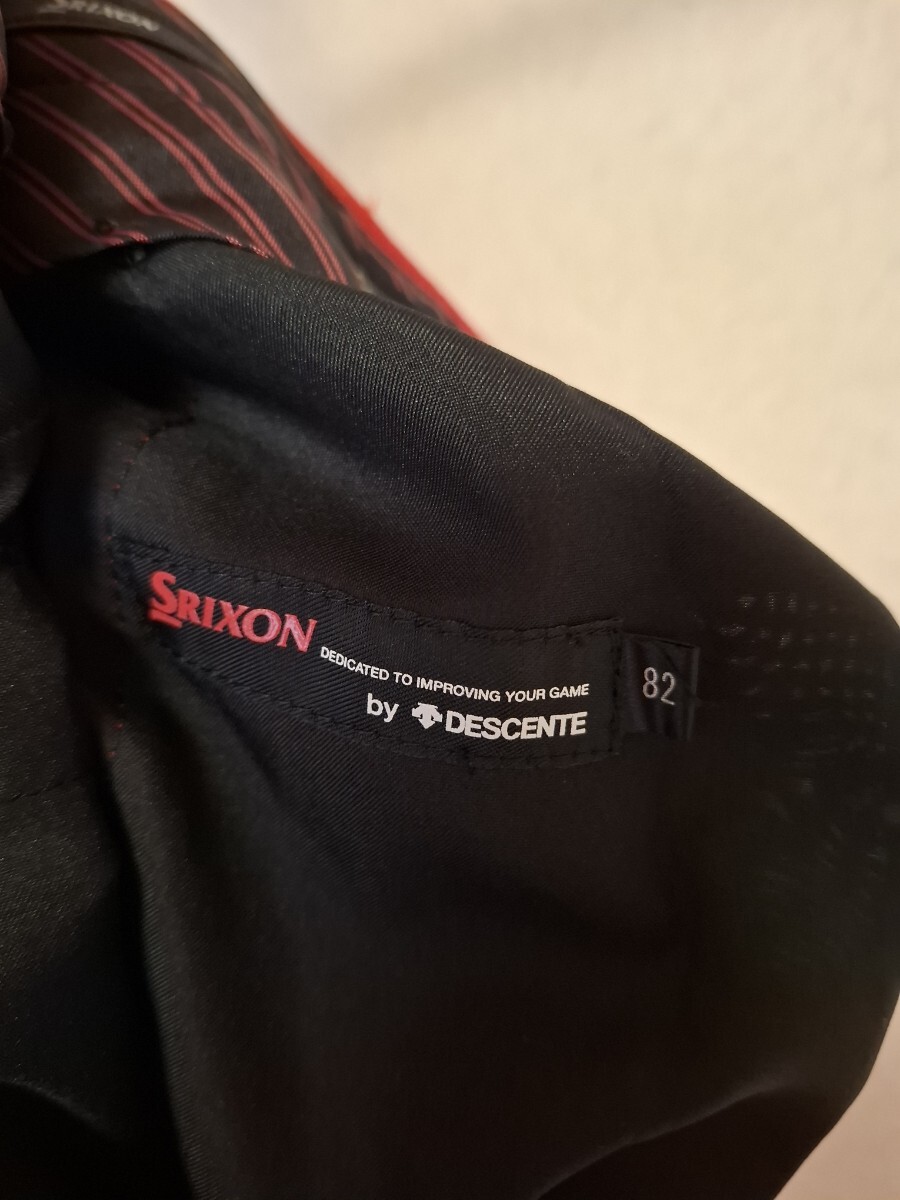 SRIXON
DEDICATED TO IMPROVING YOUR GAME
by DESCENTE
82